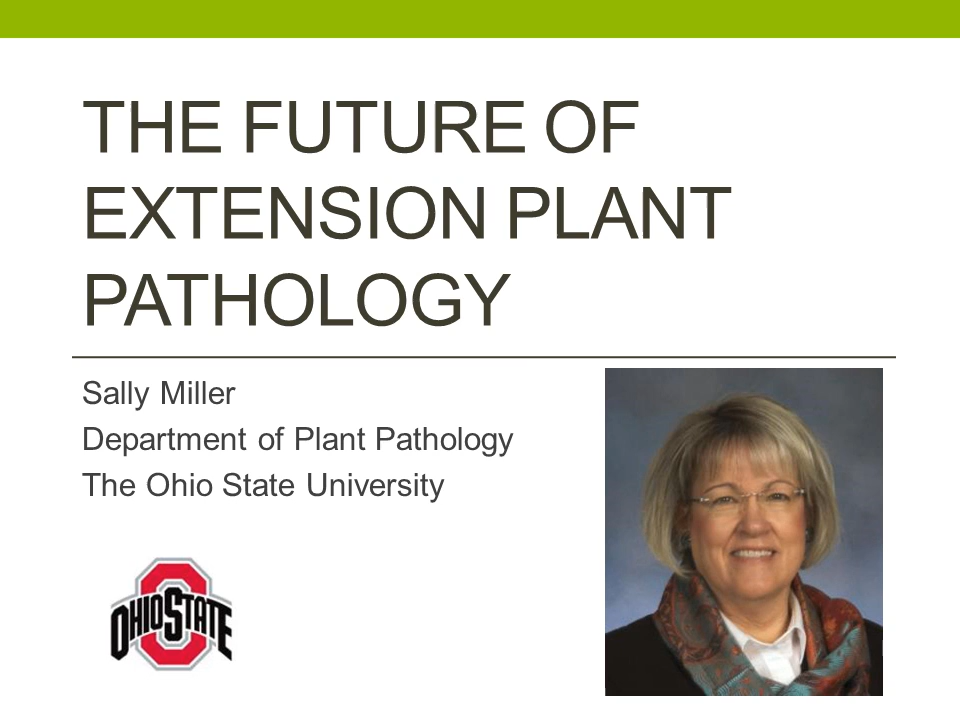 THE FUTURE OF
EXTENSION PLANT
PATHOLOGY
Sally Miller
Department of Plant Pathology
The Ohio State University
OHIO STATE